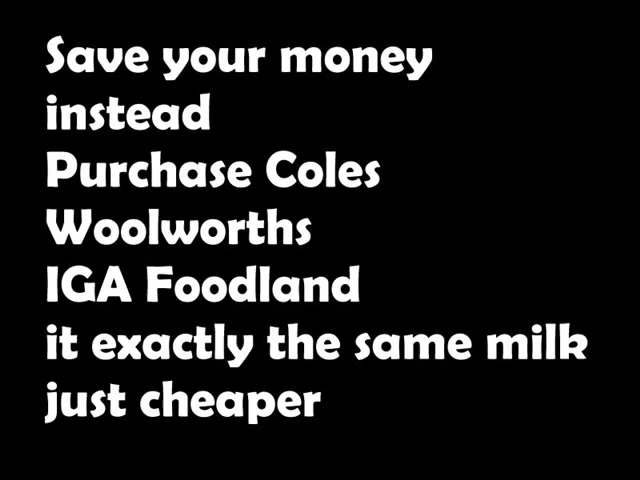 Save your money
instead
Purchase Coles
Woolworths
IGA Foodland
it exactly the same milk
just cheaper